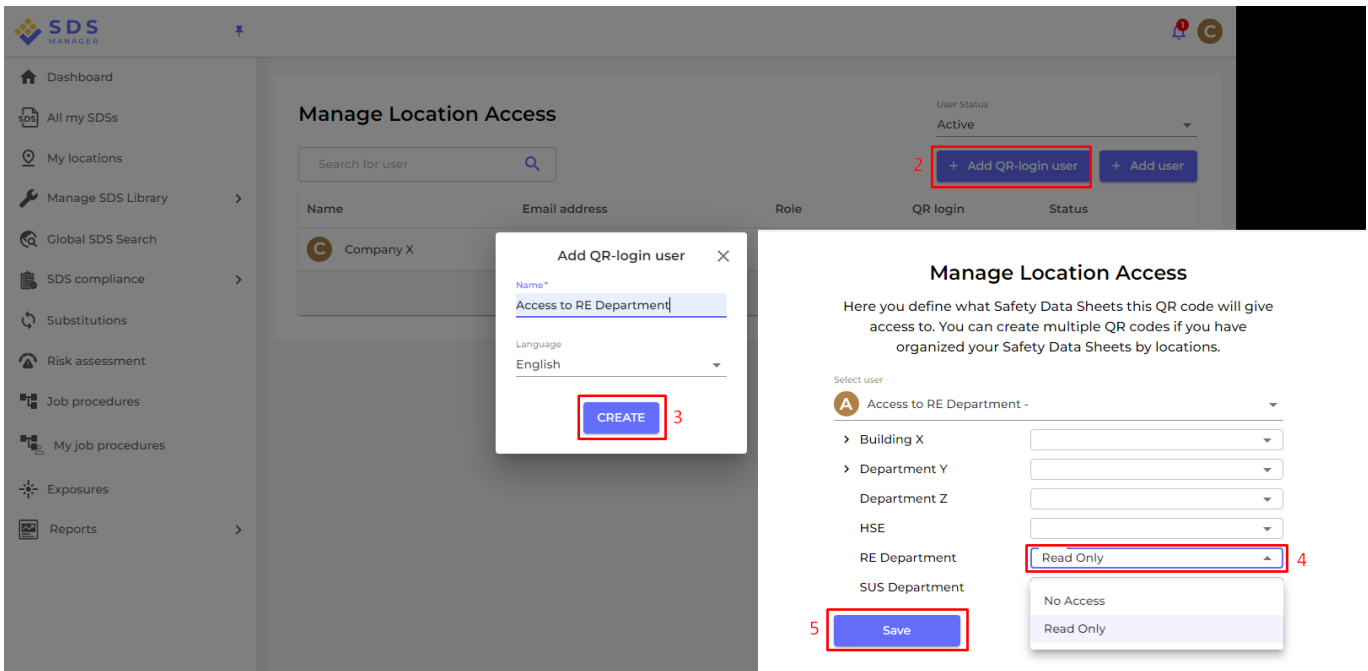 SDS
MANAGER
1
C
Dashboard
SDS
All my SDSs
My locations
Manage SDS Library
Global SDS Search
SDS compliance
Substitutions
Risk assessment
Job procedures
My job procedures
Exposures
Reports
Manage Location Access
User Status
Active
Search for user
2
+ Add QR-login user
+ Add user
Name Email address Role QR login Status
C Company X
Add QR-login user
Name*
Access to RE Department
Language
English
CREATE
3
Manage Location Access
Here you define what Safety Data Sheets this QR code will give
access to. You can create multiple QR codes if you have
organized your Safety Data Sheets by locations.
Select user
A Access to RE Department -
Building X
Department Y
Department Z
HSE
RE Department Read Only 4
SUS Department
No Access
Read Only
5 Save